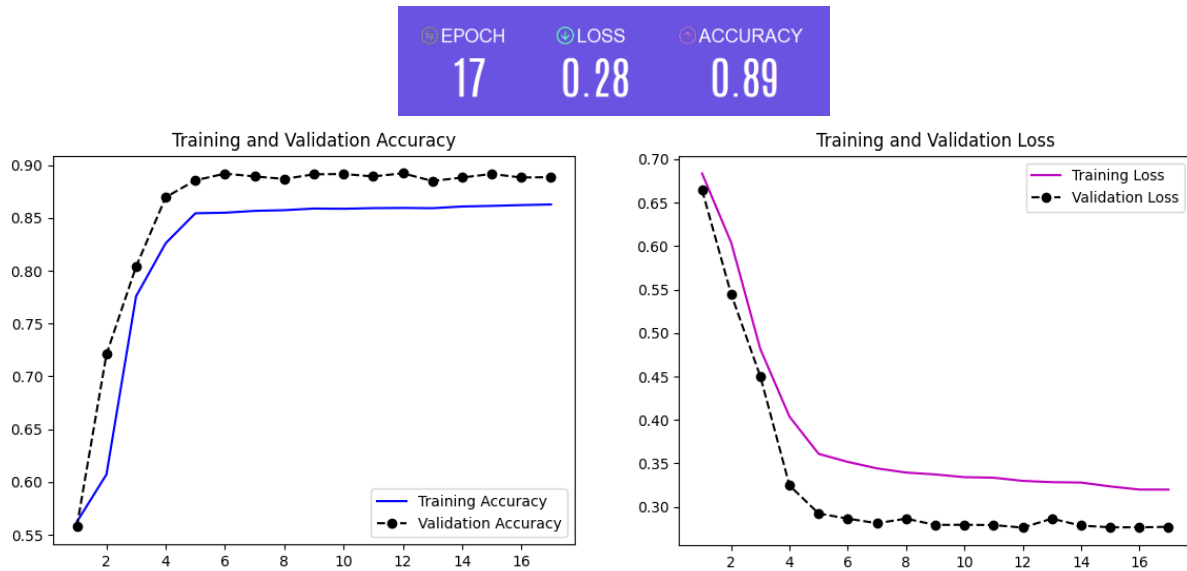 EPOCH LOSS ACCURACY
17 0.28 0.89
Training and Validation Accuracy
0.90
0.85
0.80
0.75
0.70
0.65
0.60
0.55
2 4 6 8 10 12 14 16
Training Accuracy
Validation Accuracy
Training and Validation Loss
0.70
0.65
0.60
0.55
0.50
0.45
0.40
0.35
0.30
2 4 6 8 10 12 14 16
Training Loss
Validation Loss